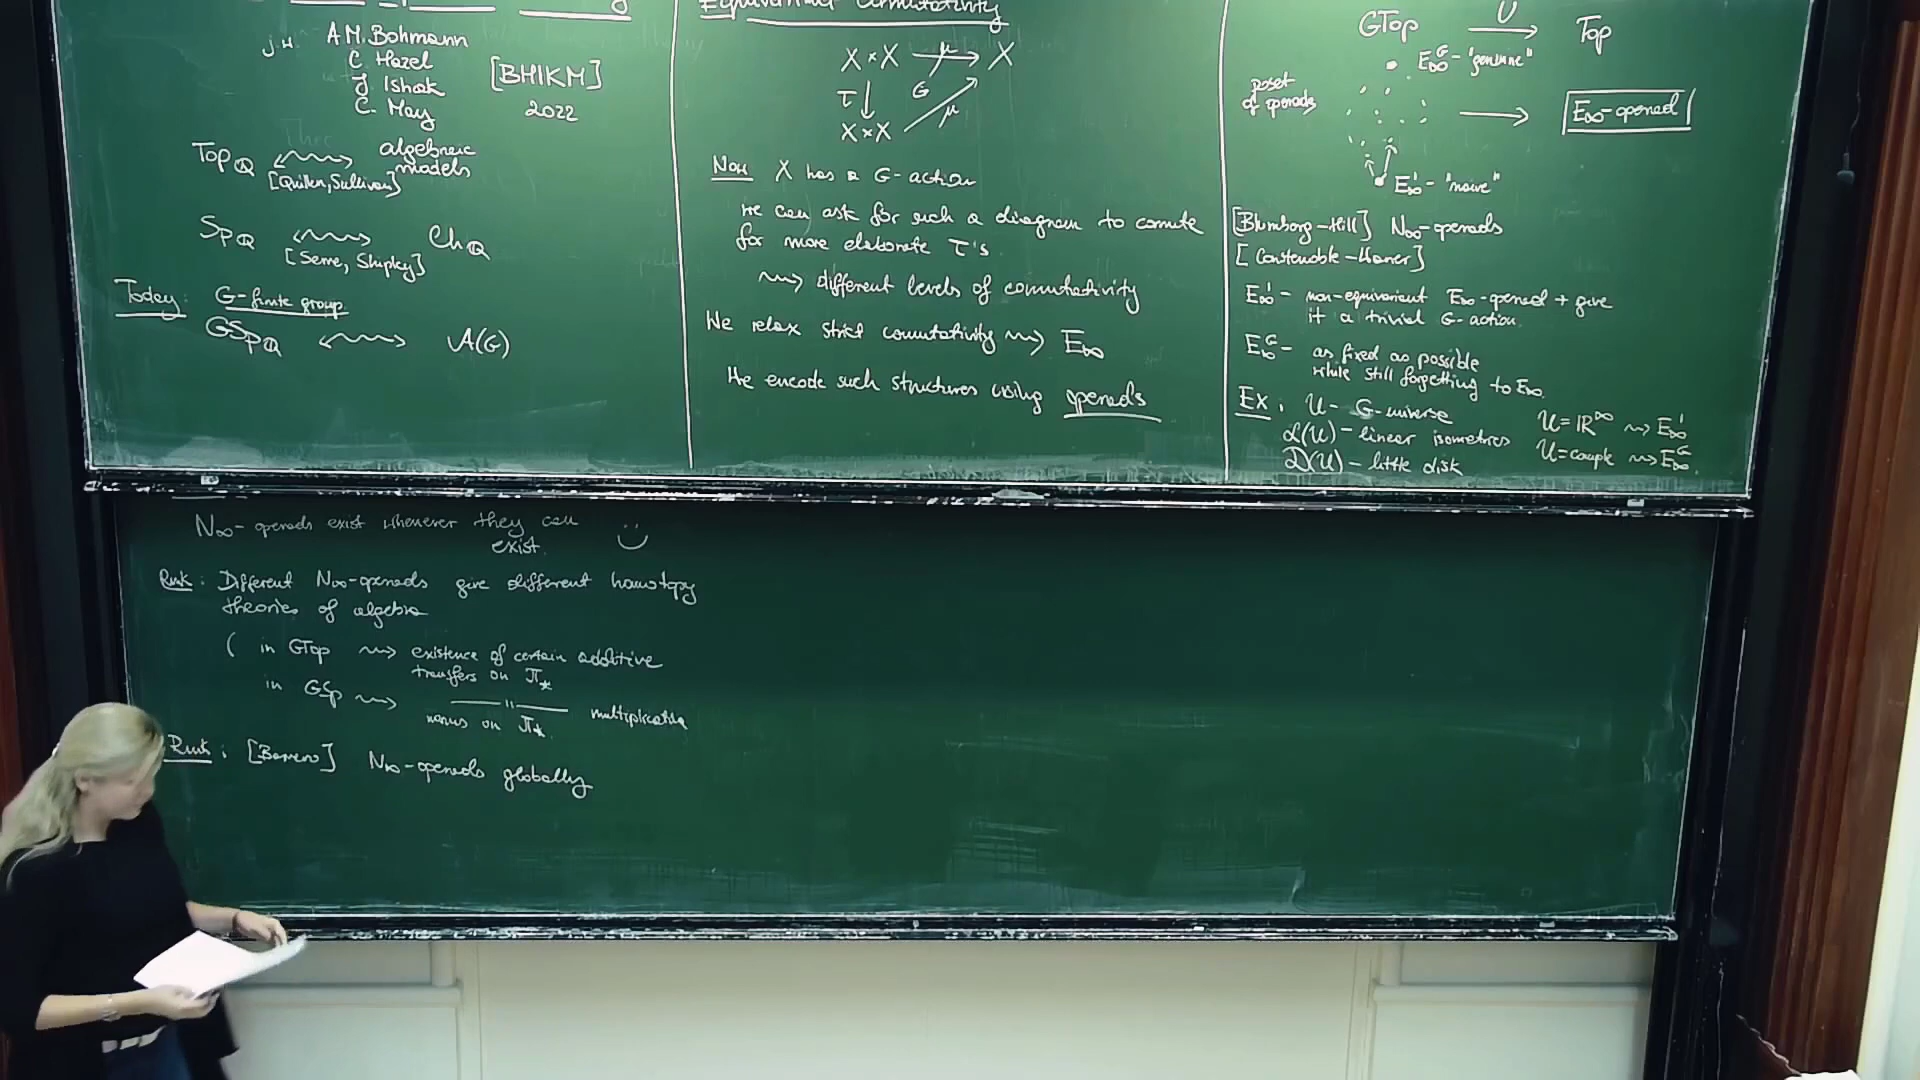 j.w. A.M. Bohmann
C. Hazel
J. Ishak
C. May
[BHIKM]
2022
Top_ℚ ↭ algebraic models
[Quillen, Sullivan]
Sp_ℚ ↭ Ch_ℚ
[Serre, Shipley]
Today: G-finite group
GSp_ℚ ↭ A(G)
Equivariant commutativity
X × X →μ X
τ ↓ G μ
X × X
Now X has a G-action
We can ask for such a diagram to commute
for more elaborate τ's
⇝ different levels of commutativity
We relax strict commutativity ⇝ E∞
We encode such structures using operads
GTop →U Top
E∞^G - "genuine"
poset
of operads
→ E∞-operad
E∞^1 - "naive"
[Blumberg-Hill] N∞-operads
[Constenoble-Waner]
E∞^1 - non-equivariant E∞-operad + give
it a trivial G-action
E∞^G - as fixed as possible
while still forgetting to E∞.
Ex: U - G-universe
L(U) - linear isometries
D(U) - little disk
U = ℝ^∞ ⇝ E∞^1
U = comple ⇝ E∞^G.
N∞-operads exist whenever they can
exist.
Rmk: Different N∞-operads give different homotopy
theories of algebra
( in GTop ⇝ existence of certain additive
transfers on π_*
in GSp ⇝ —— 11 —— multiplicative
norms on π_*.
Rmk: [Barrero] N∞-operads globally